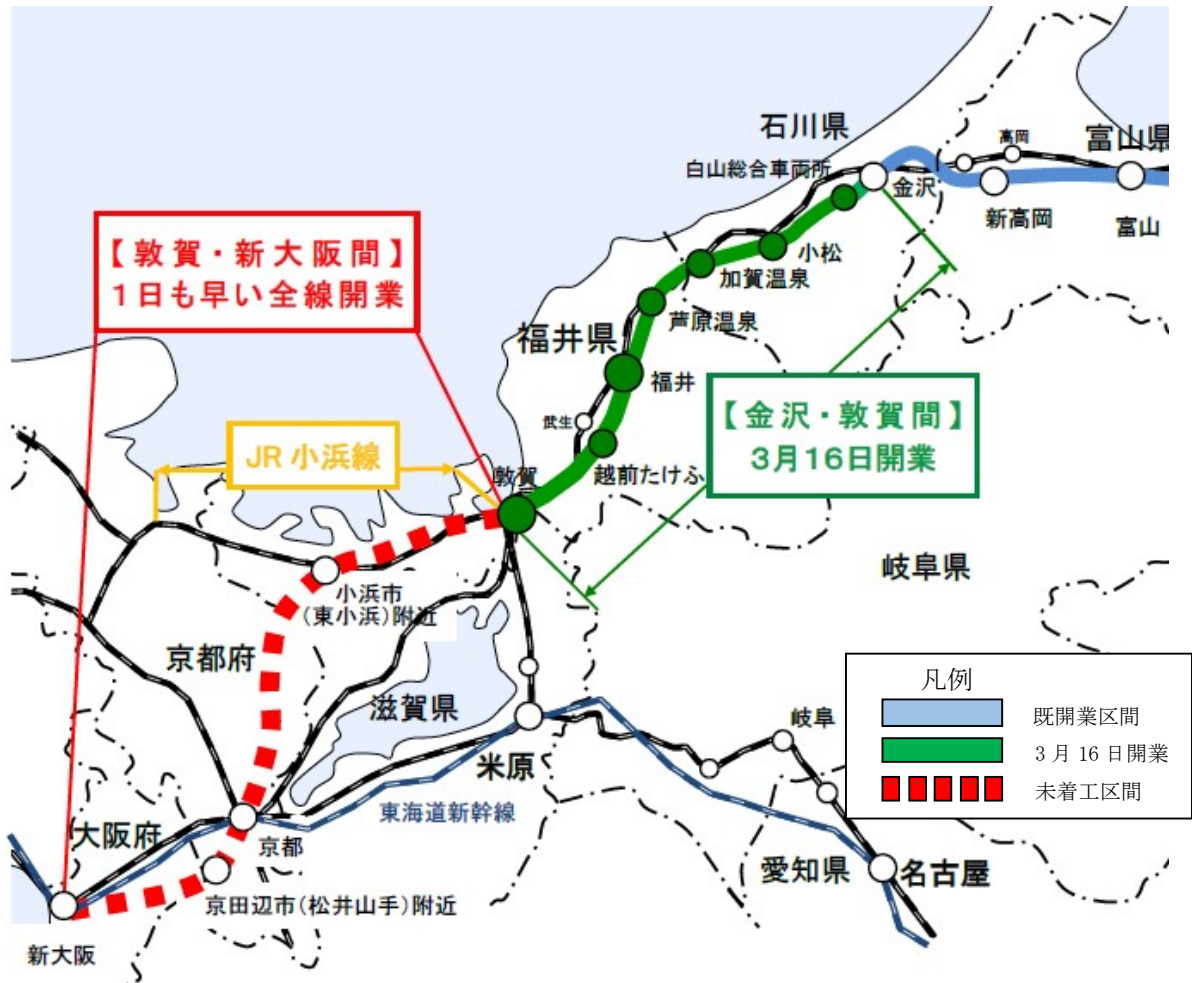 石川県
高岡
富山県
白山総合車両所
金沢
新高岡
富山
【敦賀・新大阪間】
1日も早い全線開業
小松
加賀温泉
芦原温泉
福井県
福井
【金沢・敦賀間】
3月16日開業
武生
JR 小浜線
敦賀
越前たけふ
岐阜県
小浜市
(東小浜)附近
京都府
滋賀県
凡例
既開業区間
3月16日開業
未着工区間
岐阜
米原
東海道新幹線
大阪府
京都
愛知県
名古屋
京田辺市(松井山手)附近
新大阪